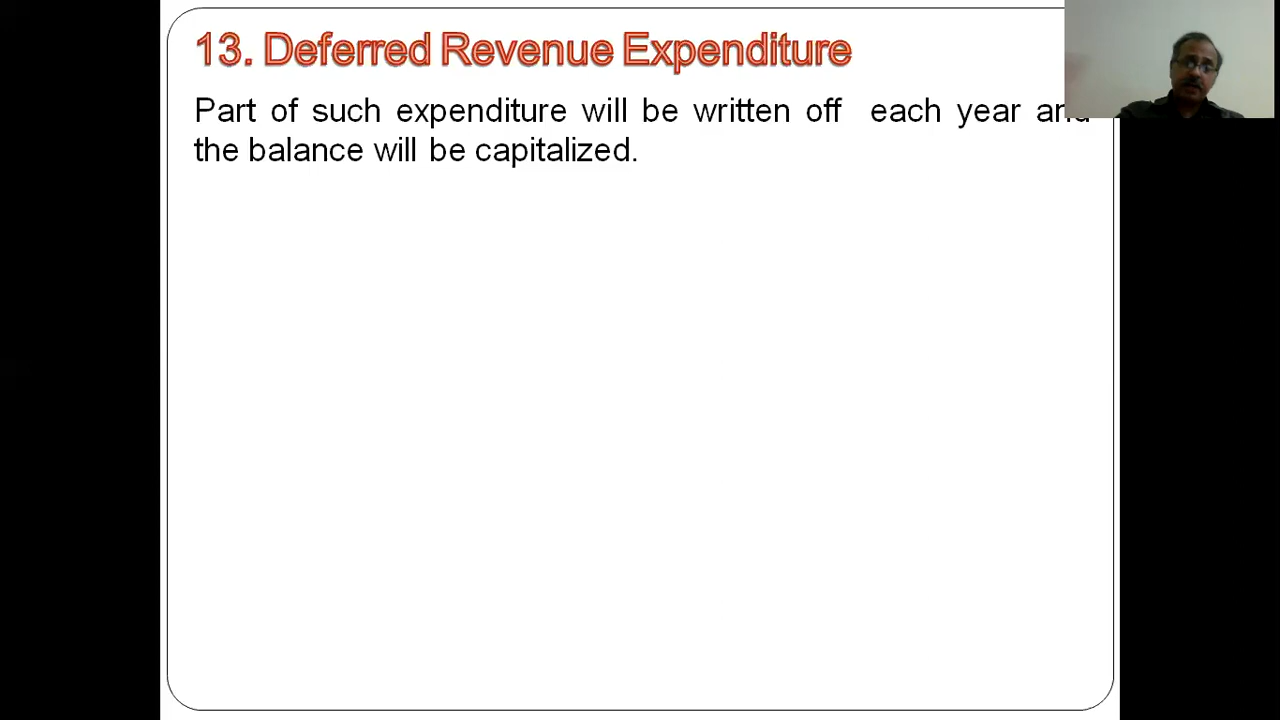 13. Deferred Revenue Expenditure
Part of such expenditure will be written off each year and
the balance will be capitalized.